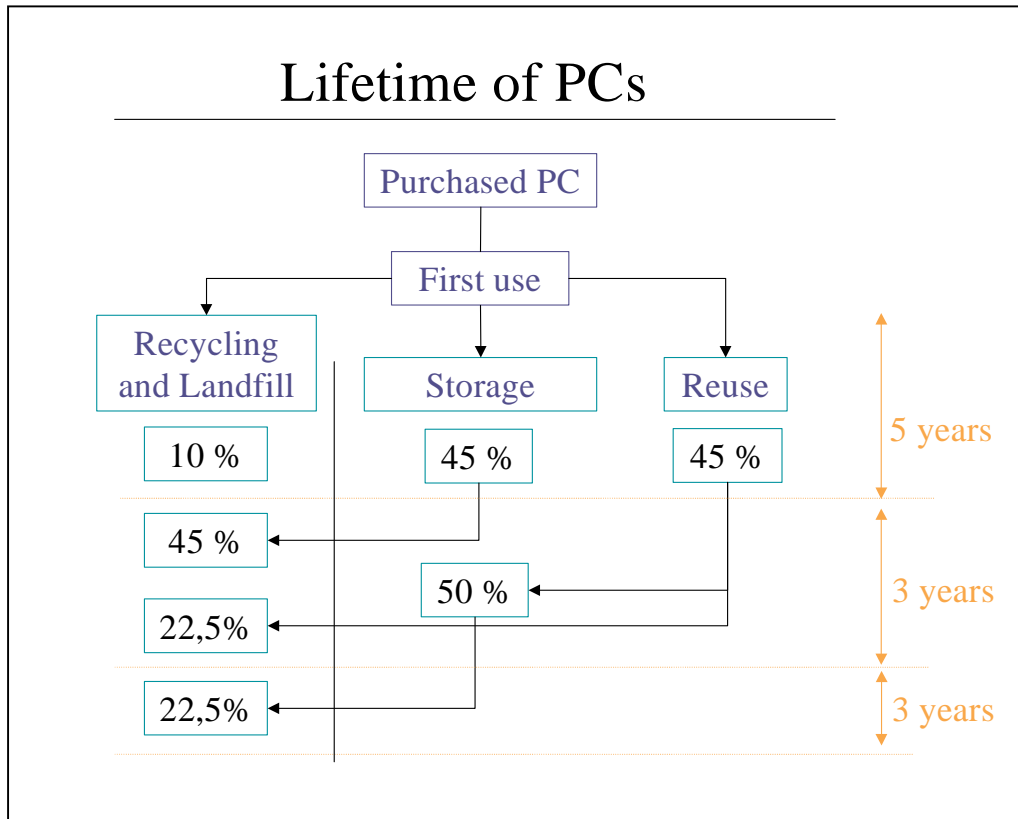 Lifetime of PCs
Purchased PC
First use
Recycling
and Landfill
Storage
Reuse
10 %
45 %
45 %
5 years
45 %
50 %
22,5%
3 years
22,5%
3 years